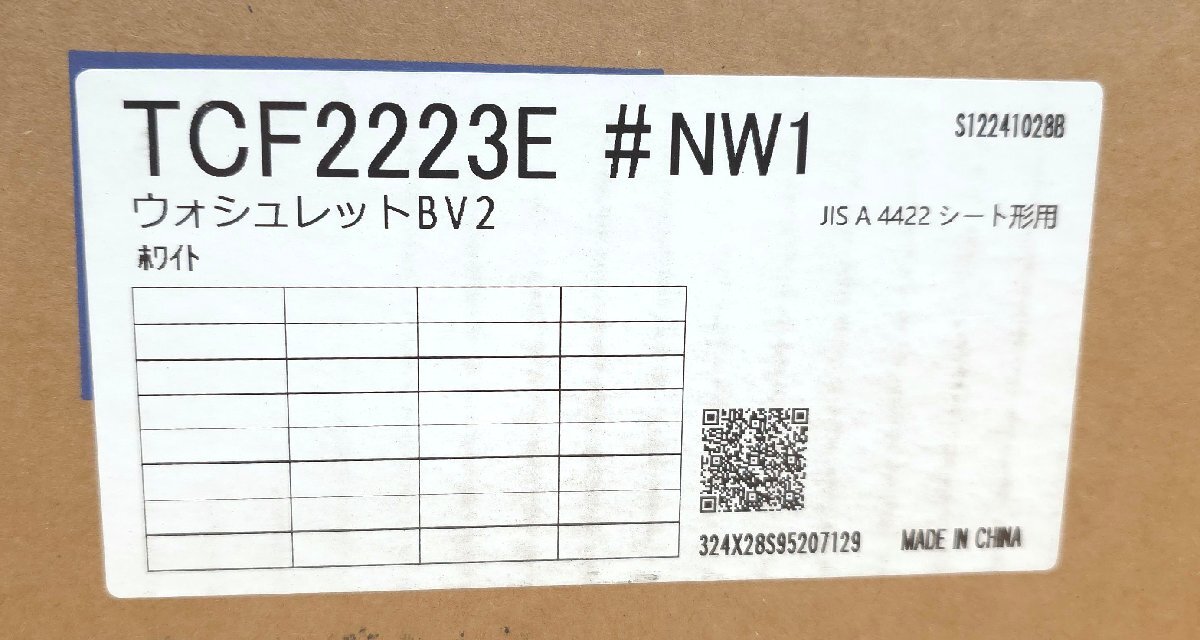 TCF2223E #NW1
S12241028B
ウォシュレットBV2
JIS A 4422 シート形用
ホワイト
324X28S95207129
MADE IN CHINA